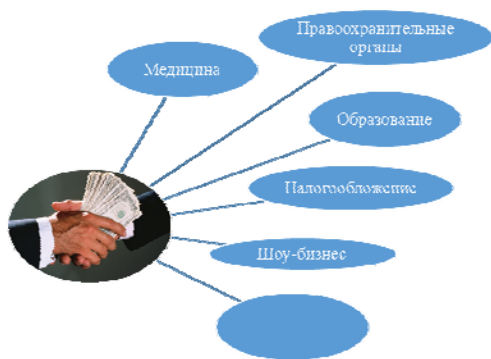 Правоохранительные
органы
Медицина
Образование
Налогообложение
Шоу-бизнес